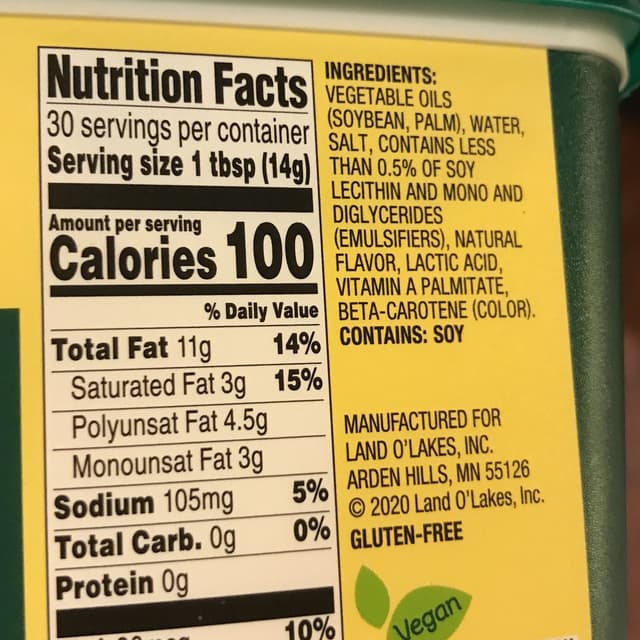 Nutrition Facts
30 servings per container
Serving size 1 tbsp (14g)
Amount per serving
Calories 100
% Daily Value
Total Fat 11g 14%
Saturated Fat 3g 15%
Polyunsat Fat 4.5g
Monounsat Fat 3g
Sodium 105mg 5%
Total Carb. 0g 0%
Protein 0g
10%
INGREDIENTS:
VEGETABLE OILS
(SOYBEAN, PALM), WATER,
SALT, CONTAINS LESS
THAN 0.5% OF SOY
LECITHIN AND MONO AND
DIGLYCERIDES
(EMULSIFIERS), NATURAL
FLAVOR, LACTIC ACID,
VITAMIN A PALMITATE,
BETA-CAROTENE (COLOR).
CONTAINS: SOY
MANUFACTURED FOR
LAND O'LAKES, INC.
ARDEN HILLS, MN 55126
© 2020 Land O'Lakes, Inc.
GLUTEN-FREE
Vegan